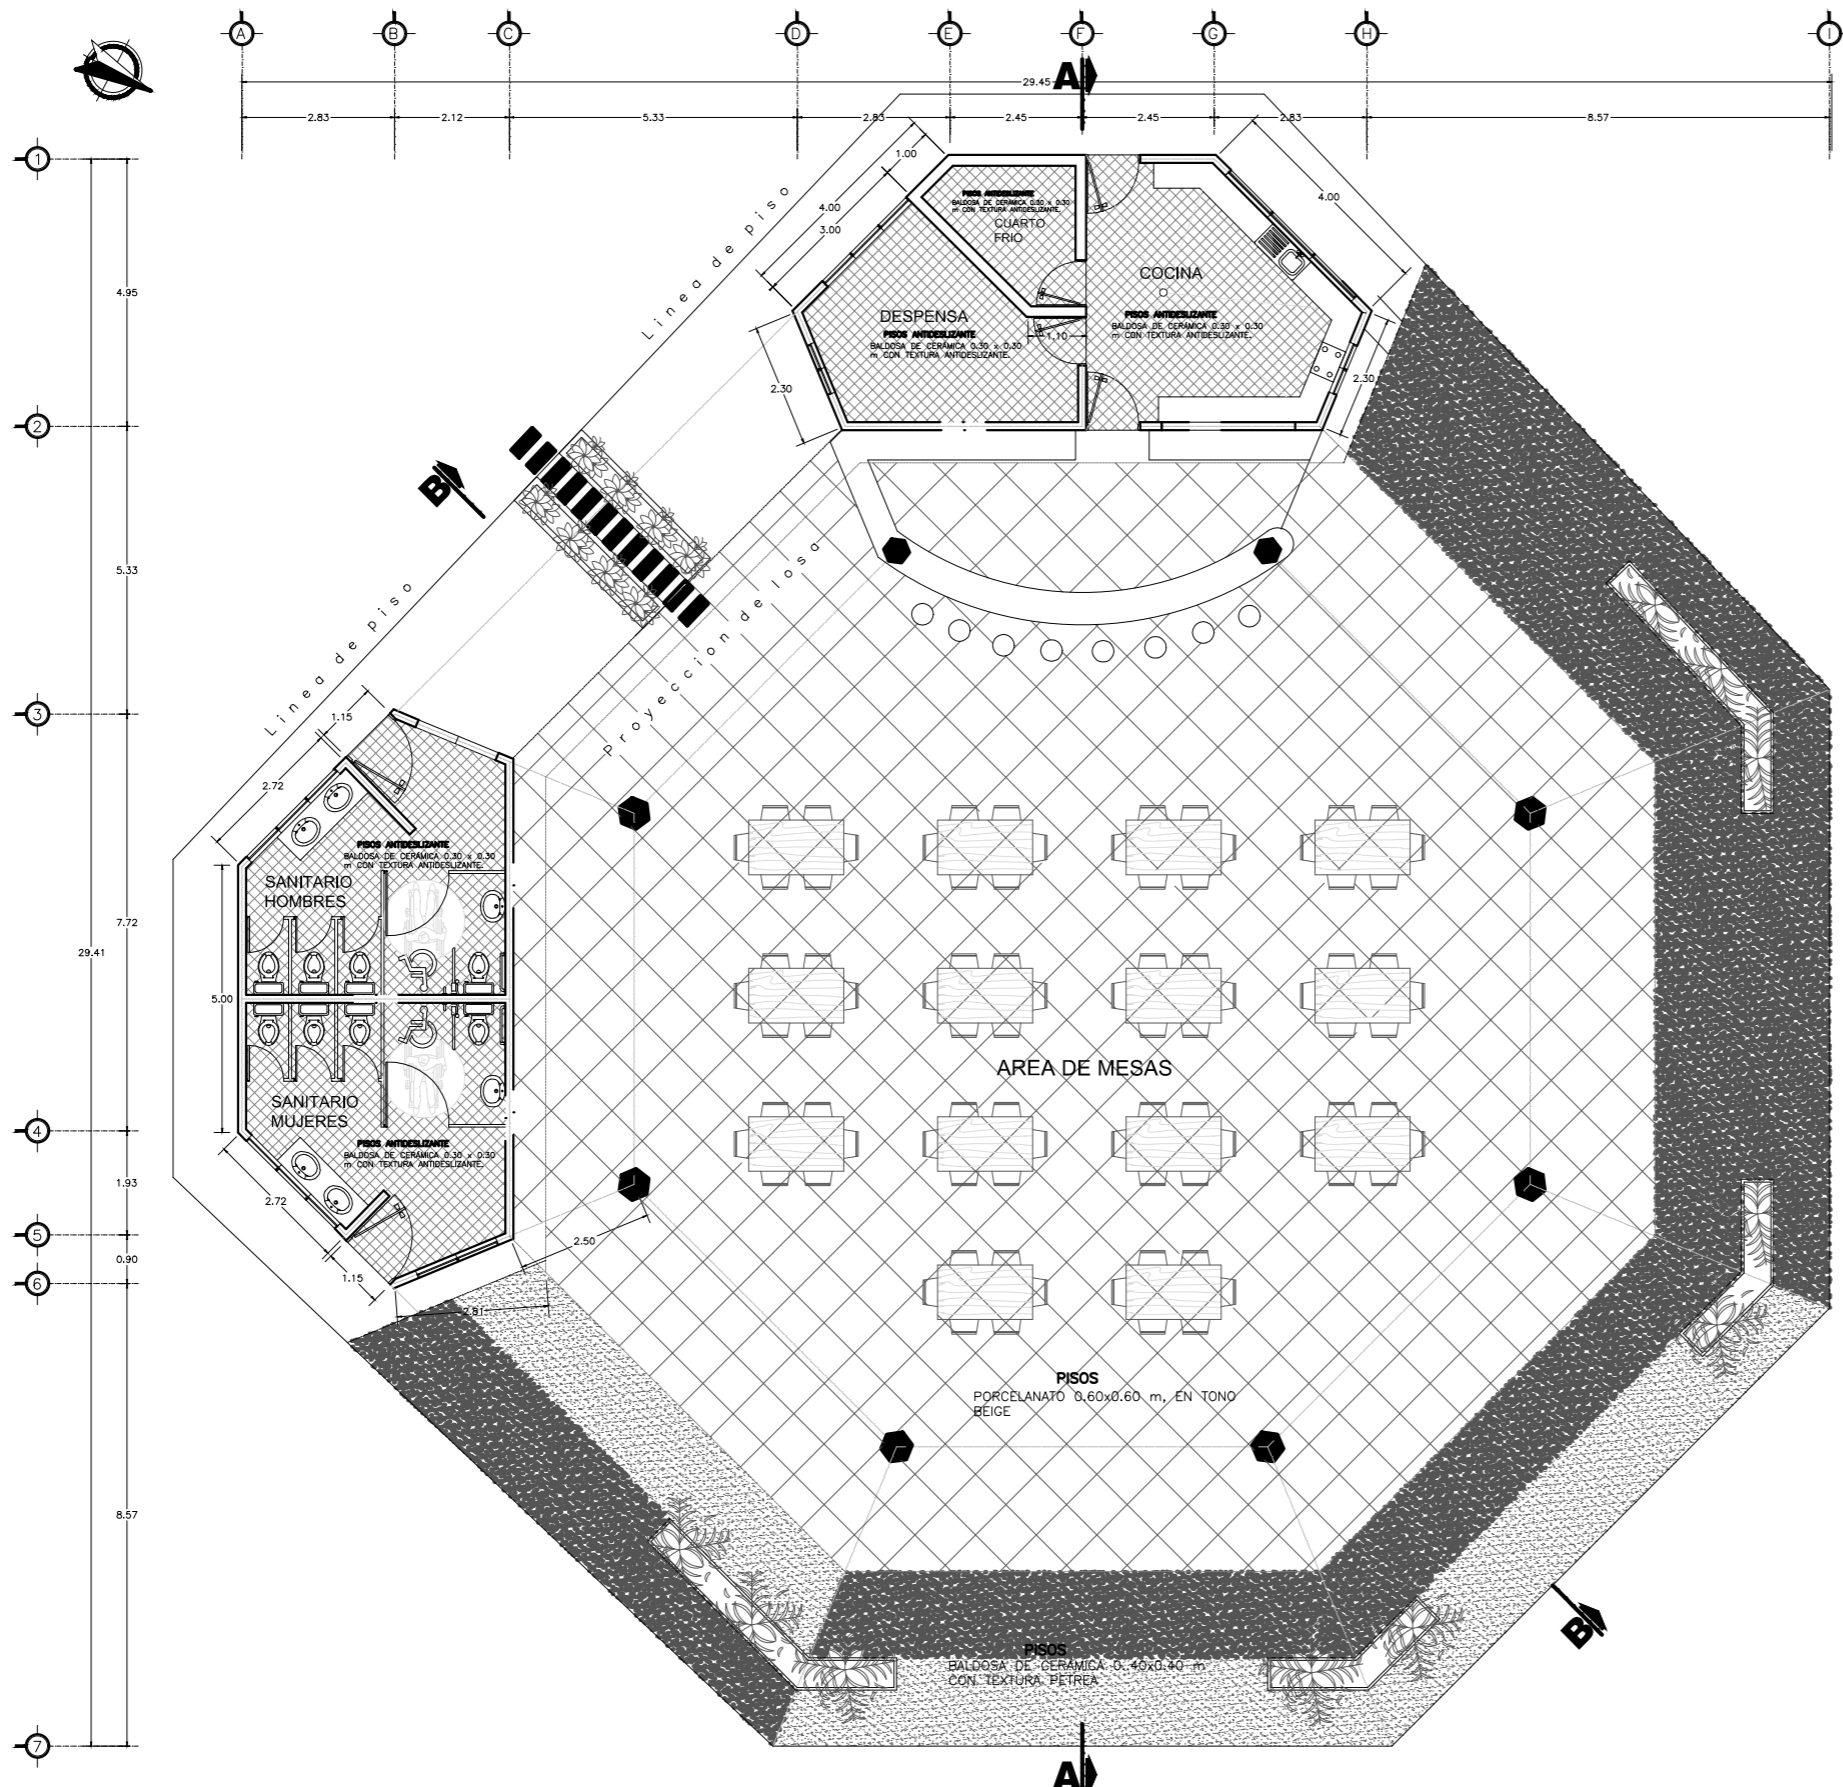 A
B
C
D
E
F
G
H
I
A
29.45
2.83
2.12
5.33
2.83
2.45
2.45
2.83
8.57
1
2
3
4
5
6
7
4.95
5.33
7.72
29.41
1.93
0.90
8.57
1.00
4.00
3.00
4.00
Linea de piso
PISOS ANTIDESLIZANTE
BALDOSA DE CERÁMICA 0.30 x 0.30
m CON TEXTURA ANTIDESLIZANTE.
CUARTO
FRIO
COCINA
PISOS ANTIDESLIZANTE
BALDOSA DE CERÁMICA 0.30 x 0.30
m CON TEXTURA ANTIDESLIZANTE.
DESPENSA
PISOS ANTIDESLIZANTE
BALDOSA DE CERÁMICA 0.30 x 0.30
m CON TEXTURA ANTIDESLIZANTE.
1.10
2.30
2.30
B
Linea de piso
Proyeccion de losa
1.15
2.72
PISOS ANTIDESLIZANTE
BALDOSA DE CERÁMICA 0.30 x 0.30
m CON TEXTURA ANTIDESLIZANTE.
SANITARIO
HOMBRES
5.00
SANITARIO
MUJERES
PISOS ANTIDESLIZANTE
BALDOSA DE CERÁMICA 0.30 x 0.30
m CON TEXTURA ANTIDESLIZANTE.
2.72
1.15
2.50
2.81
AREA DE MESAS
PISOS
PORCELANATO 0.60x0.60 m, EN TONO
BEIGE
PISOS
BALDOSA DE CERÁMICA 0.40x0.40 m
CON TEXTURA PETREA
B
A